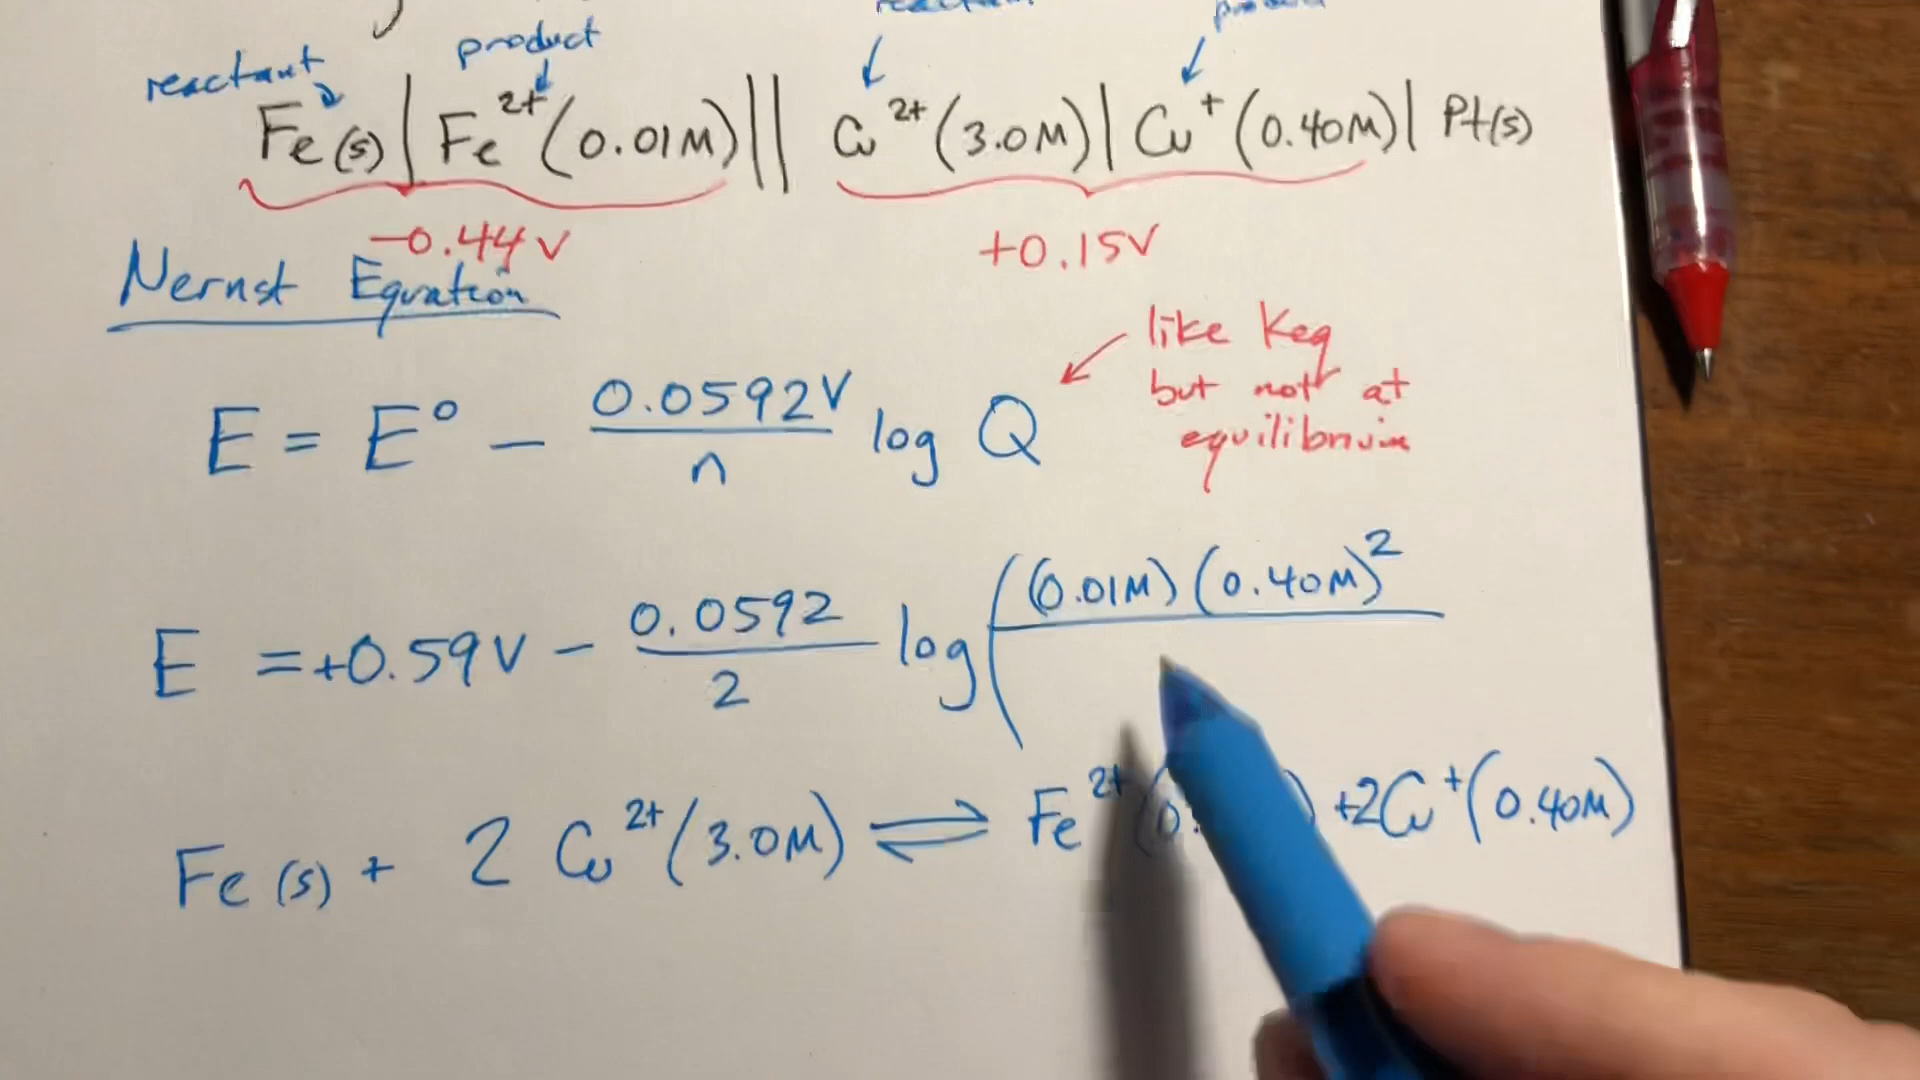 reactant product
Fe(s) | Fe²⁺ (0.01M) || Cu²⁺ (3.0M) | Cu⁺ (0.40M) | Pt(s)
-0.44V +0.15V
Nernst Equation
like Keq
but not at
equilibrium
E = E° - 0.0592V / n log Q
E = +0.59V - 0.0592 / 2 log ( (0.01M) (0.40M)² /
Fe(s) + 2 Cu²⁺ (3.0M) ⇌ Fe²⁺ + 2Cu⁺ (0.40M)